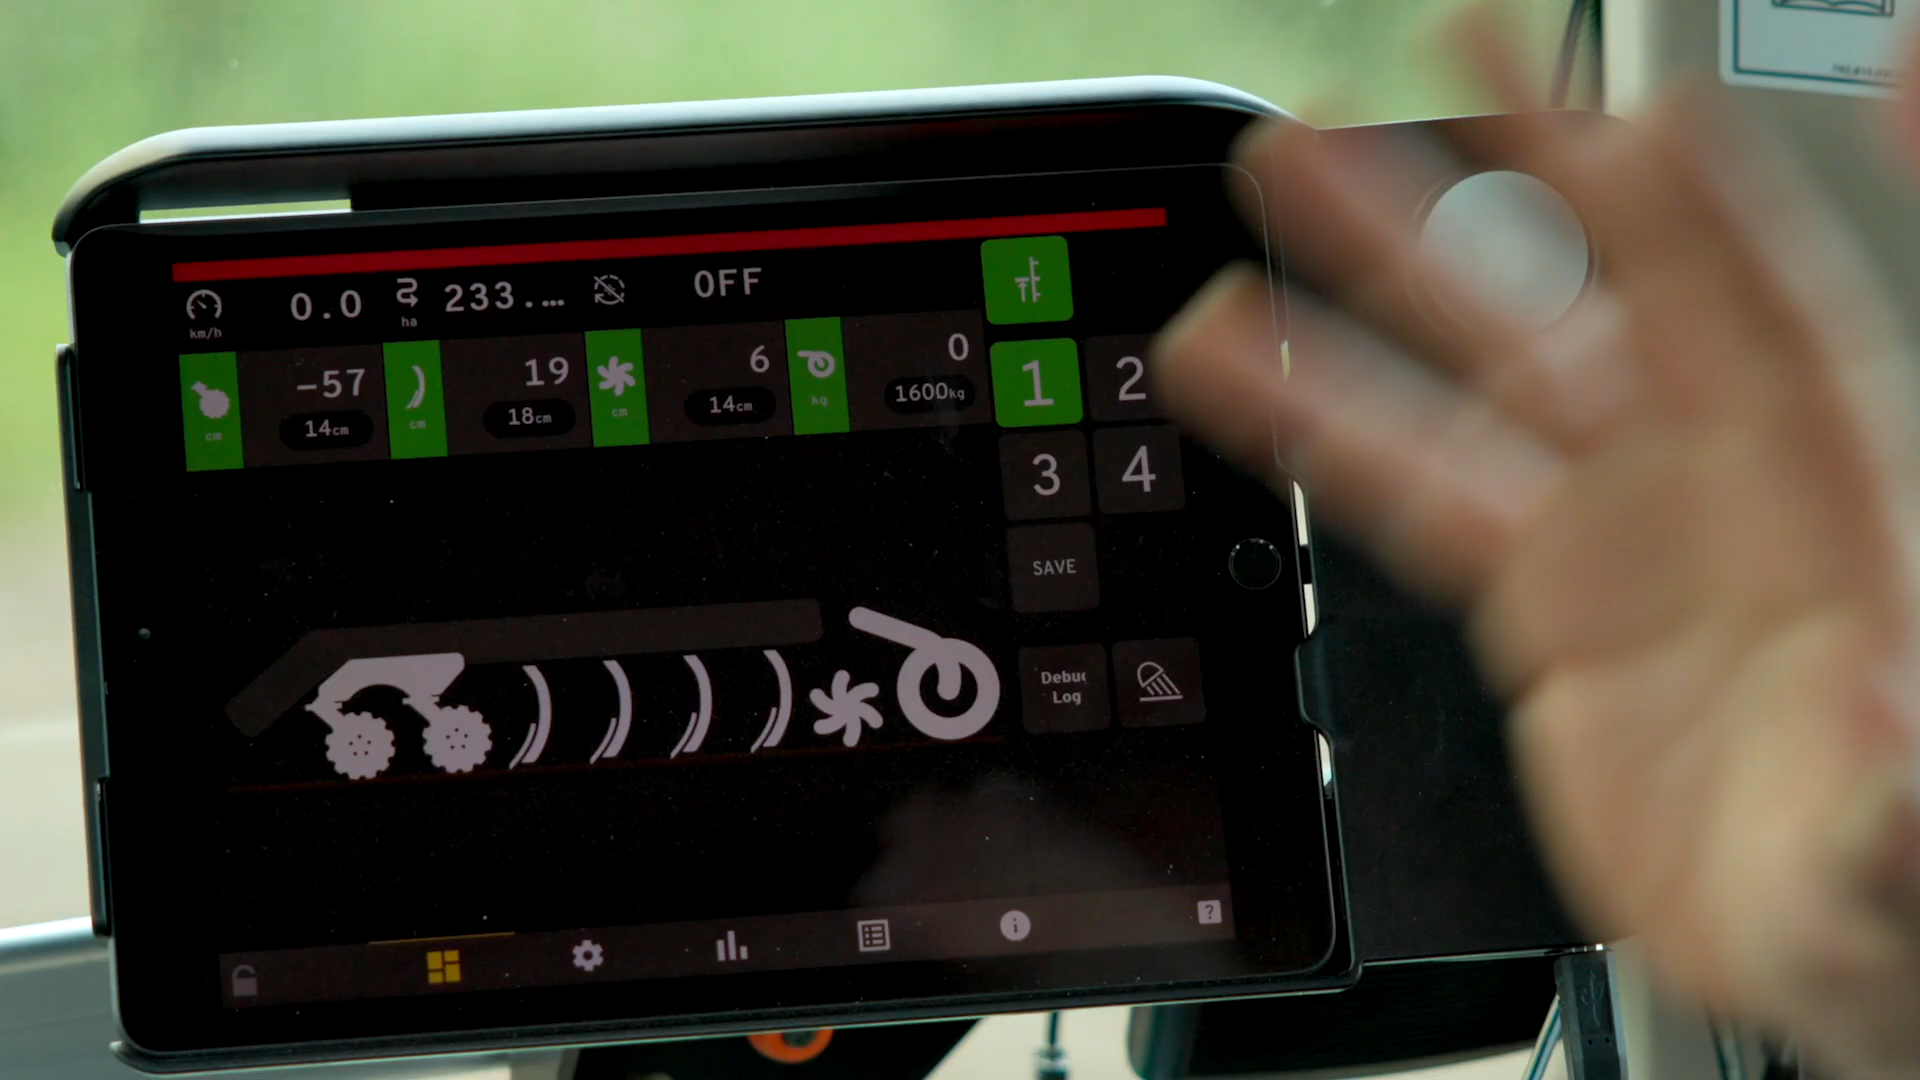 0.0 233.… OFF
km/h ha
-57 19 6 0
14cm 18cm 14cm 1600kg
cm cm cm kg
1 2
3 4
SAVE
Debug
Log
?